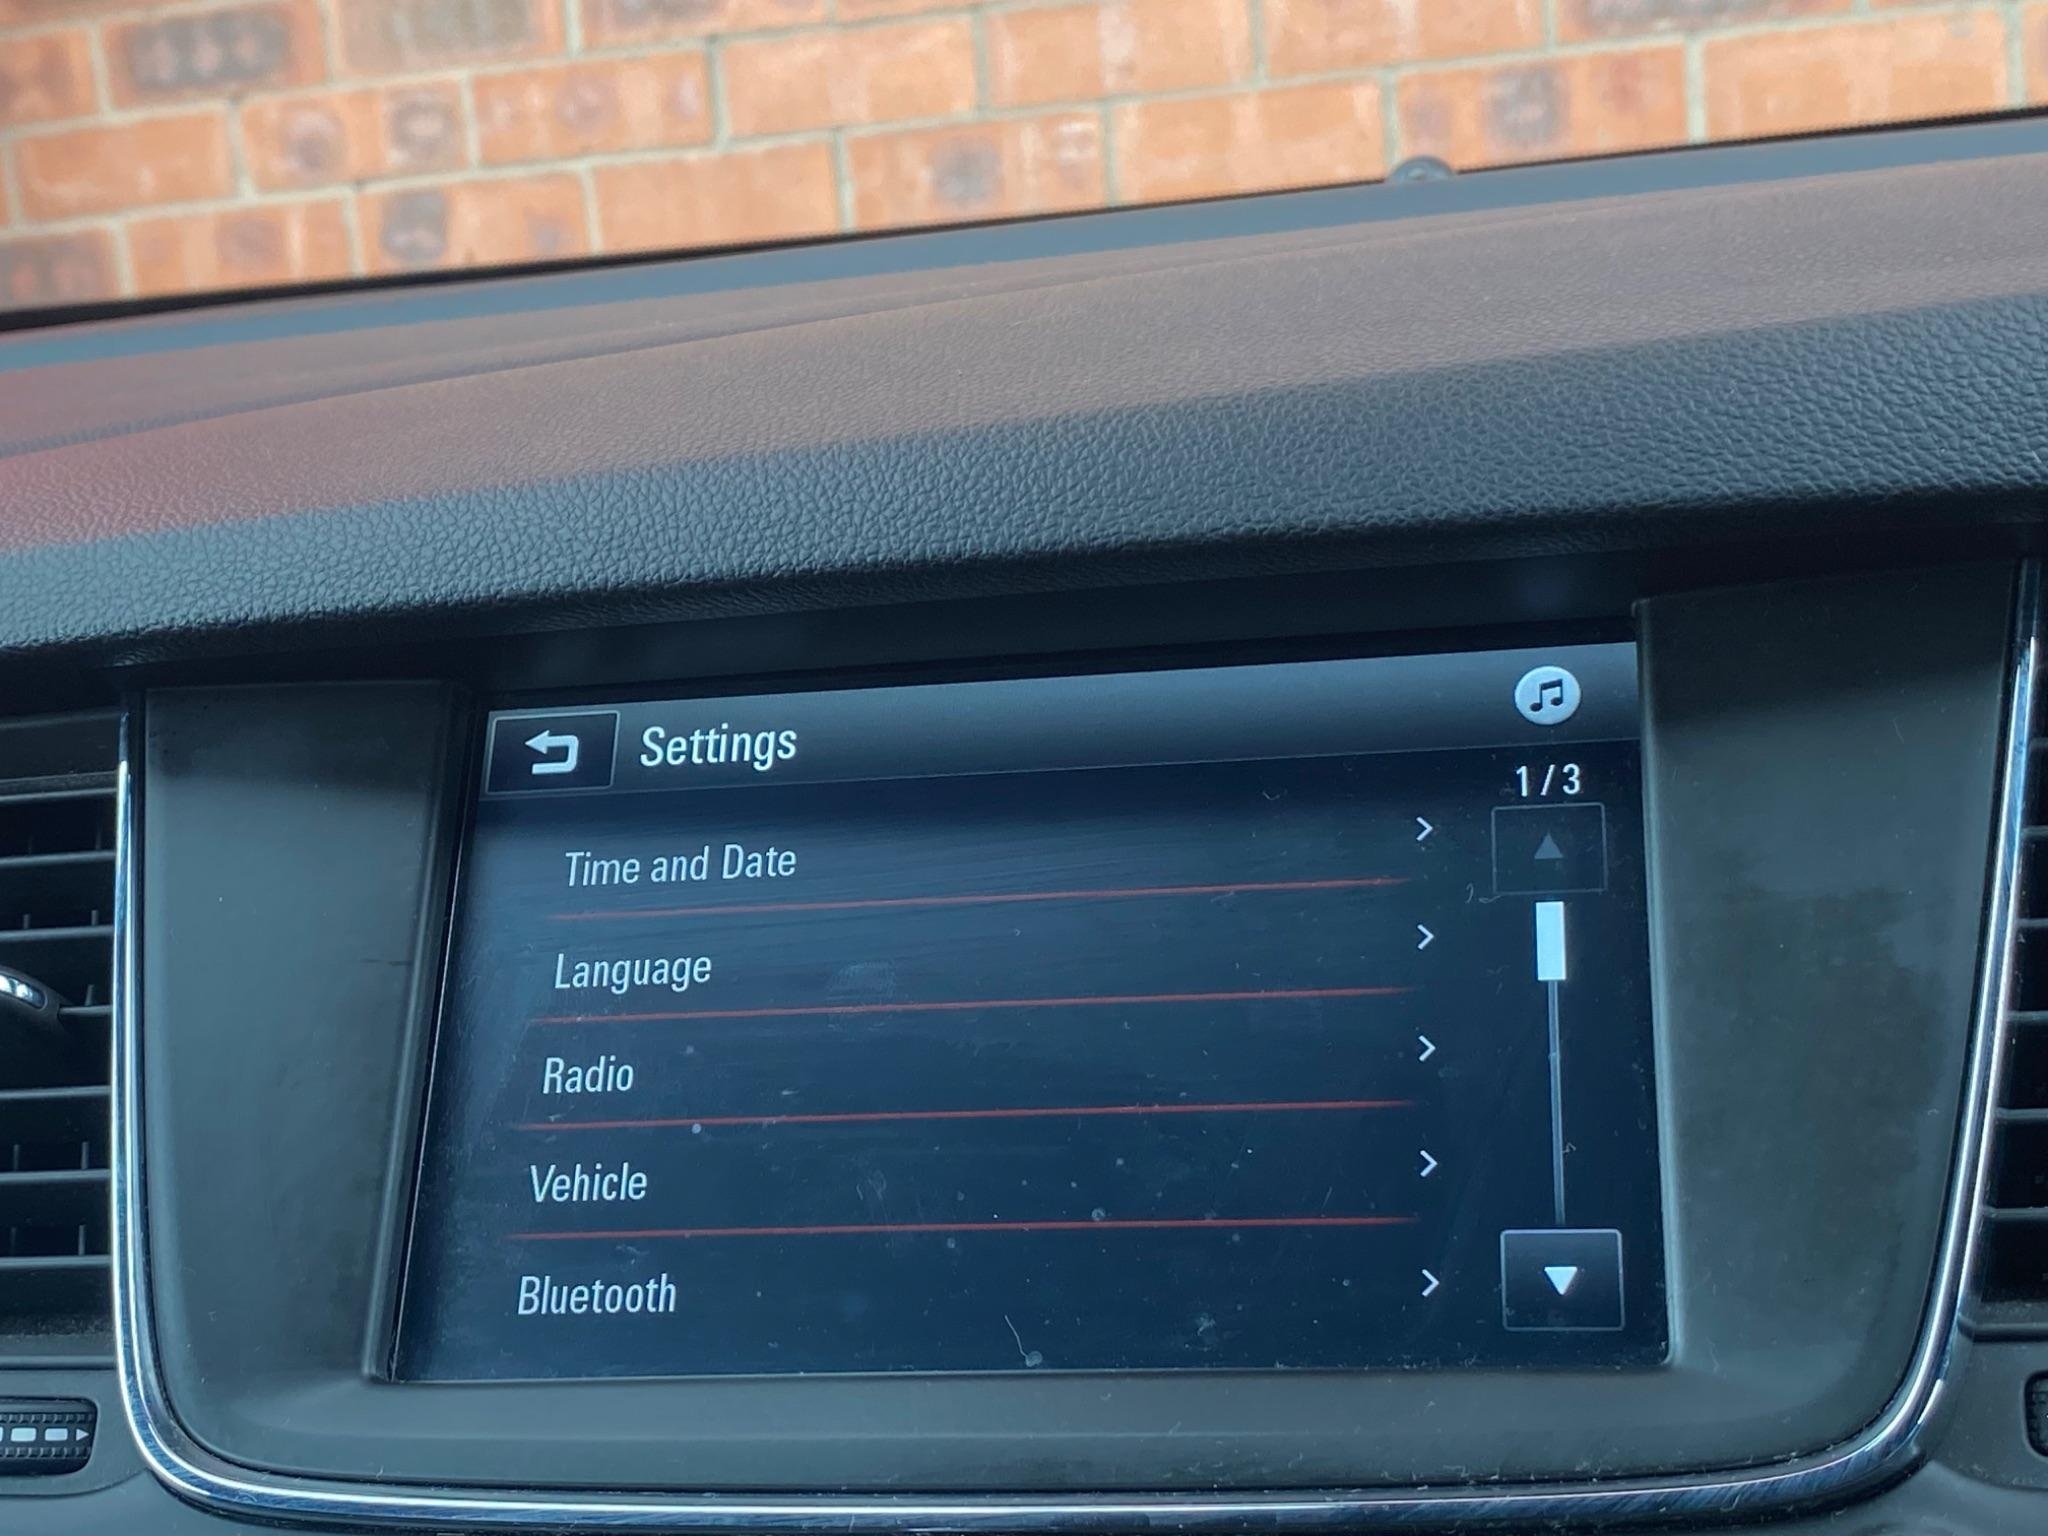 Settings
1/3
Time and Date
Language
Radio
Vehicle
Bluetooth